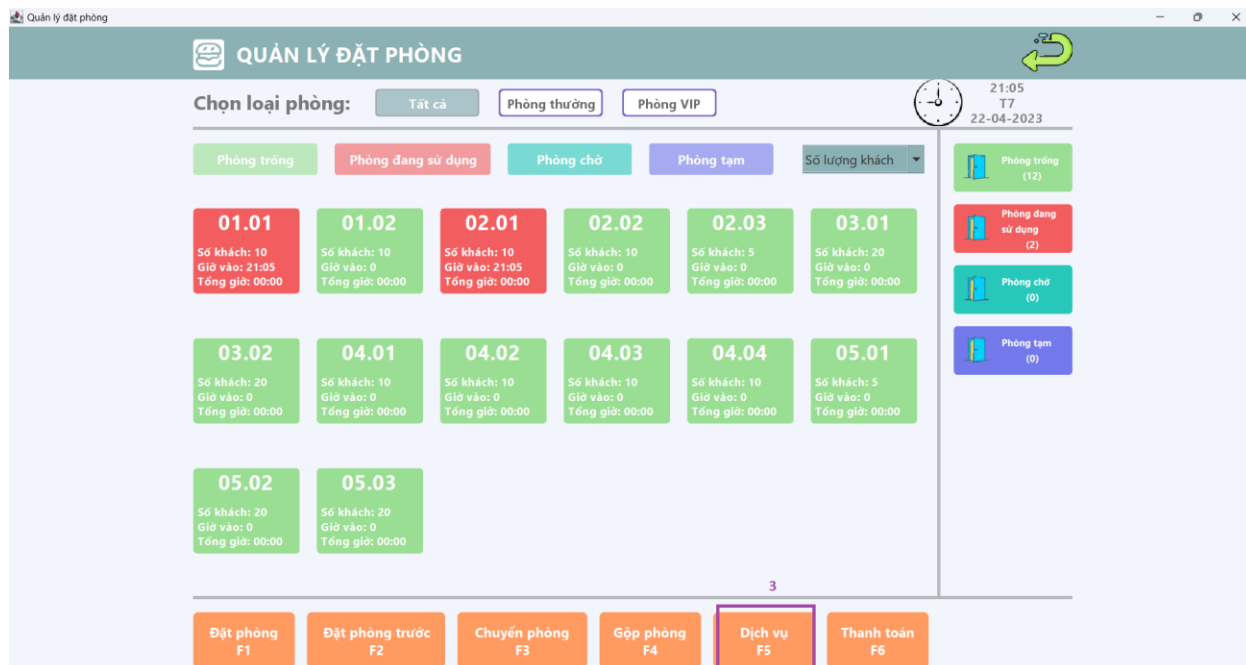 Quản lý đặt phòng
QUẢN LÝ ĐẶT PHÒNG
Chọn loại phòng:
Tất cả
Phòng thường
Phòng VIP
21:05
T7
22-04-2023
Phòng trống
Phòng đang sử dụng
Phòng chờ
Phòng tạm
Số lượng khách
01.01
Số khách: 10
Giờ vào: 21:05
Tổng giờ: 00:00
01.02
Số khách: 10
Giờ vào: 0
Tổng giờ: 00:00
02.01
Số khách: 10
Giờ vào: 21:05
Tổng giờ: 00:00
02.02
Số khách: 10
Giờ vào: 0
Tổng giờ: 00:00
02.03
Số khách: 5
Giờ vào: 0
Tổng giờ: 00:00
03.01
Số khách: 20
Giờ vào: 0
Tổng giờ: 00:00
03.02
Số khách: 20
Giờ vào: 0
Tổng giờ: 00:00
04.01
Số khách: 10
Giờ vào: 0
Tổng giờ: 00:00
04.02
Số khách: 10
Giờ vào: 0
Tổng giờ: 00:00
04.03
Số khách: 10
Giờ vào: 0
Tổng giờ: 00:00
04.04
Số khách: 10
Giờ vào: 0
Tổng giờ: 00:00
05.01
Số khách: 5
Giờ vào: 0
Tổng giờ: 00:00
05.02
Số khách: 20
Giờ vào: 0
Tổng giờ: 00:00
05.03
Số khách: 20
Giờ vào: 0
Tổng giờ: 00:00
Phòng trống
(12)
Phòng đang
sử dụng
(2)
Phòng chờ
(0)
Phòng tạm
(0)
3
Đặt phòng
F1
Đặt phòng trước
F2
Chuyển phòng
F3
Gộp phòng
F4
Dịch vụ
F5
Thanh toán
F6